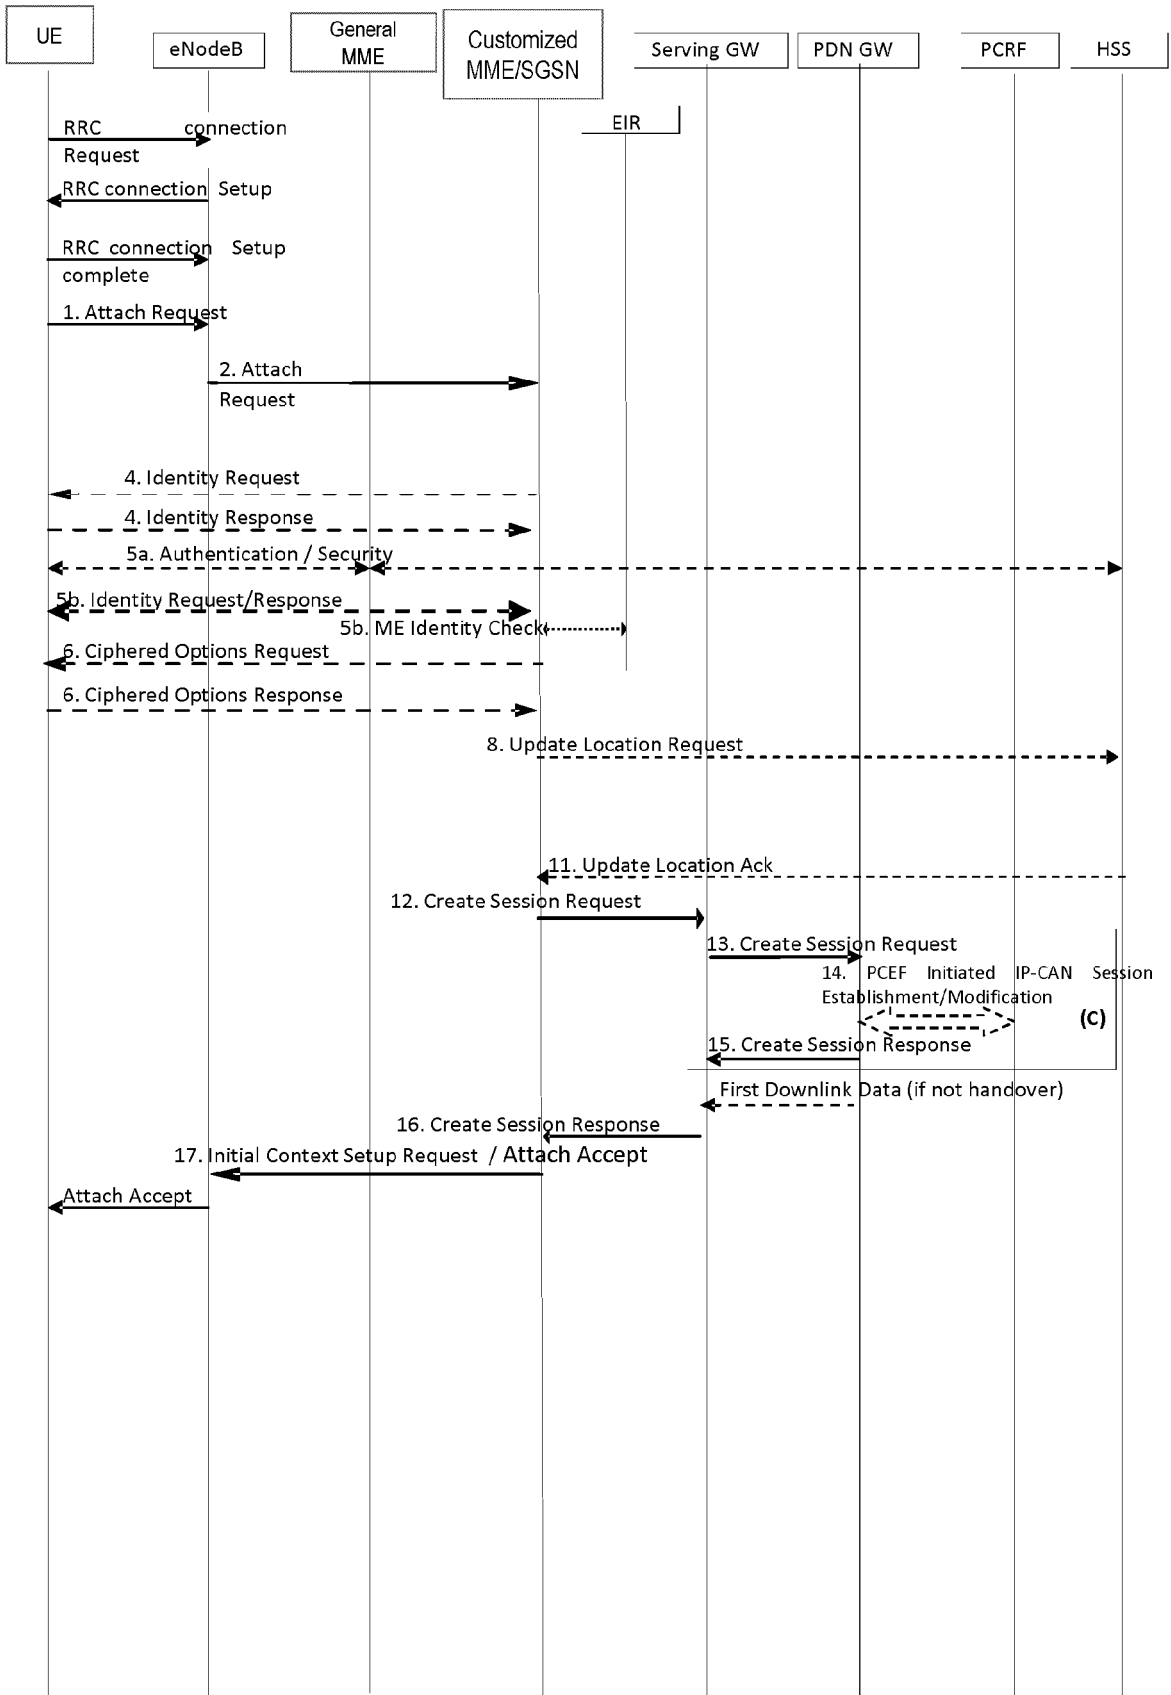 UE
eNodeB
General
MME
Customized
MME/SGSN
Serving GW
PDN GW
PCRF
HSS
EIR
RRC connection
Request
RRC connection Setup
RRC connection Setup
complete
1. Attach Request
2. Attach
Request
4. Identity Request
4. Identity Response
5a. Authentication / Security
5b. Identity Request/Response
5b. ME Identity Check
6. Ciphered Options Request
6. Ciphered Options Response
8. Update Location Request
11. Update Location Ack
12. Create Session Request
13. Create Session Request
14. PCEF Initiated IP-CAN Session
Establishment/Modification
(C)
15. Create Session Response
First Downlink Data (if not handover)
16. Create Session Response
17. Initial Context Setup Request / Attach Accept
Attach Accept